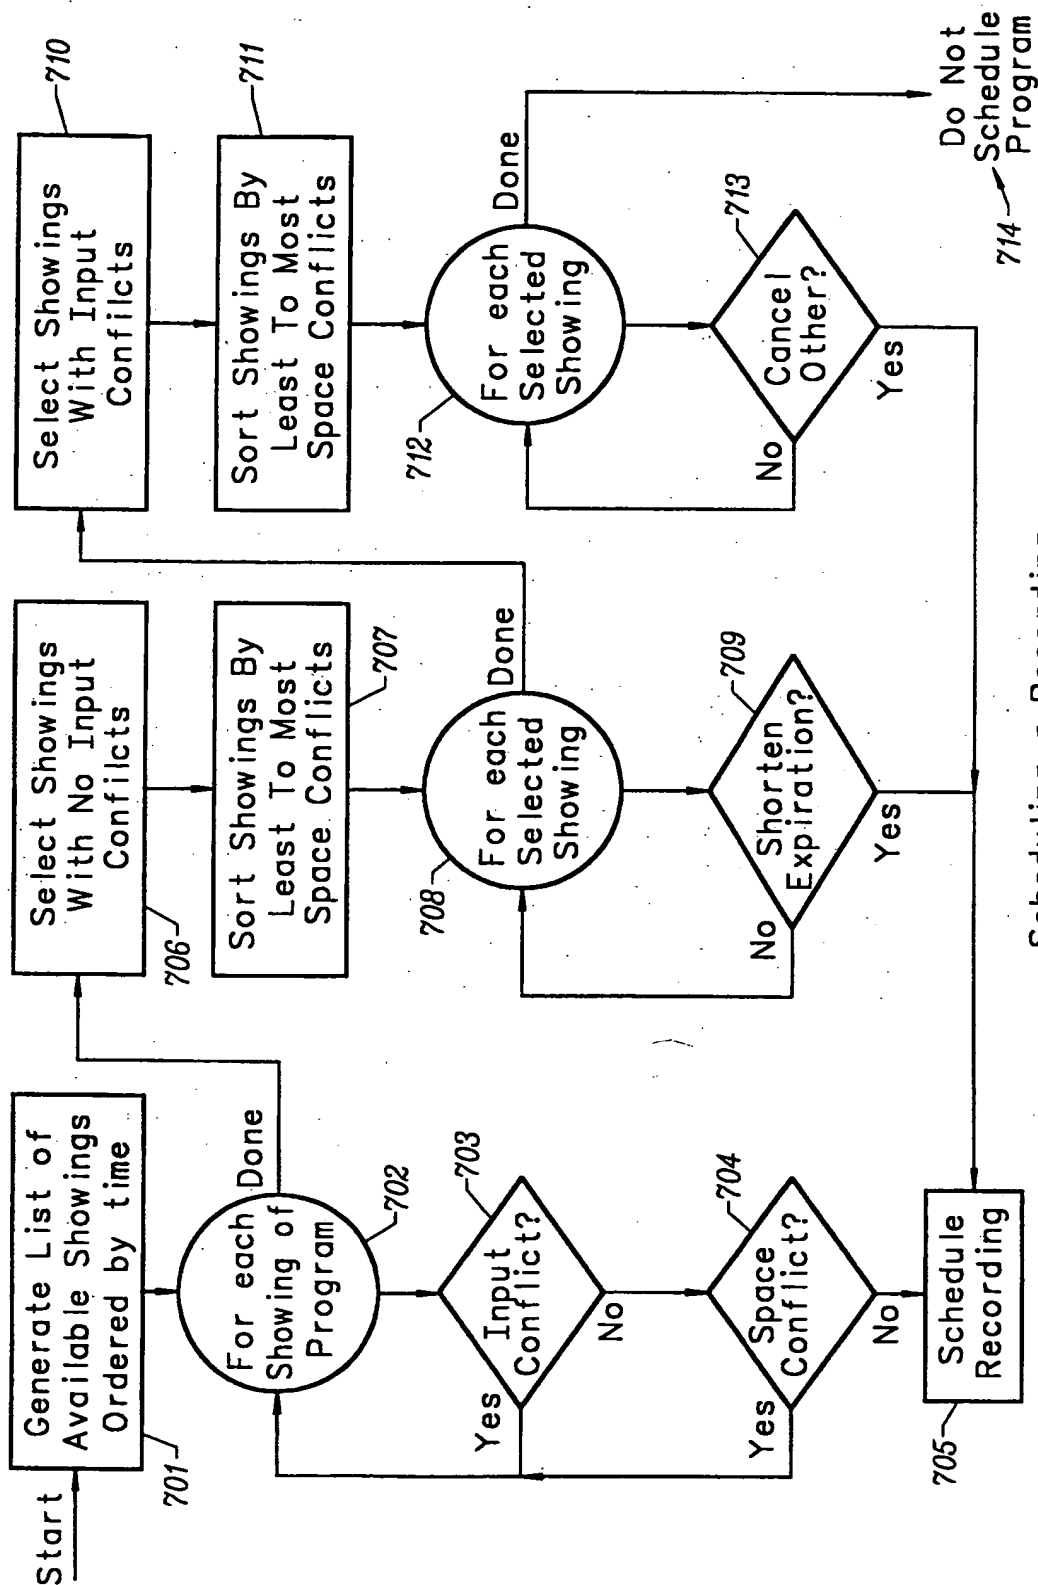 Start
Generate List of
Available Showings
Ordered by time
701
For each
Showing of
Program
Done
702
Input
Conflict?
703
Yes
No
Space
Conflict?
704
Yes
No
Schedule
Recording
705
Select Showings
With No Input
Confilcts
706
Sort Showings By
Least To Most
Space Conflicts
707
For each
Selected
Showing
Done
708
Shorten
Expiration?
709
No
Yes
Select Showings
With Input
Confilcts
710
Sort Showings By
Least To Most
Space Conflicts
711
For each
Selected
Showing
Done
712
Cancel
Other?
713
No
Yes
Do Not
Schedule
Program
714